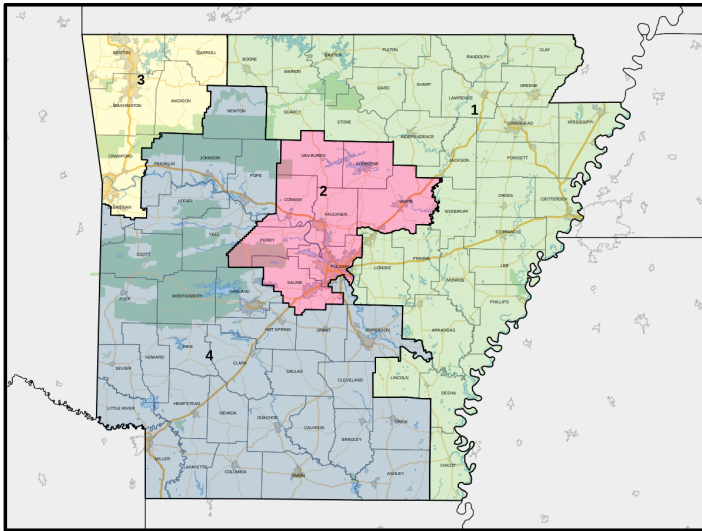 BENTON
CARROLL
BOONE
BAXTER
FULTON
RANDOLPH
CLAY
3
MARION
IZARD
SHARP
LAWRENCE
GREENE
WASHINGTON
MADISON
NEWTON
SEARCY
STONE
1
INDEPENDENCE
CRAIGHEAD
MISSISSIPPI
CRAWFORD
FRANKLIN
JOHNSON
POPE
VAN BUREN
CLEBURNE
JACKSON
POINSETT
SEBASTIAN
LOGAN
CONWAY
2
FAULKNER
WHITE
WOODRUFF
CROSS
CRITTENDEN
SCOTT
YELL
PERRY
PULASKI
LONOKE
PRAIRIE
ST. FRANCIS
LEE
POLK
MONTGOMERY
GARLAND
SALINE
MONROE
PHILLIPS
HOT SPRING
GRANT
JEFFERSON
ARKANSAS
SEVIER
HOWARD
PIKE
4
CLARK
DALLAS
CLEVELAND
LINCOLN
DESHA
LITTLE RIVER
HEMPSTEAD
NEVADA
OUACHITA
CALHOUN
BRADLEY
DREW
MILLER
LAFAYETTE
COLUMBIA
UNION
ASHLEY
CHICOT